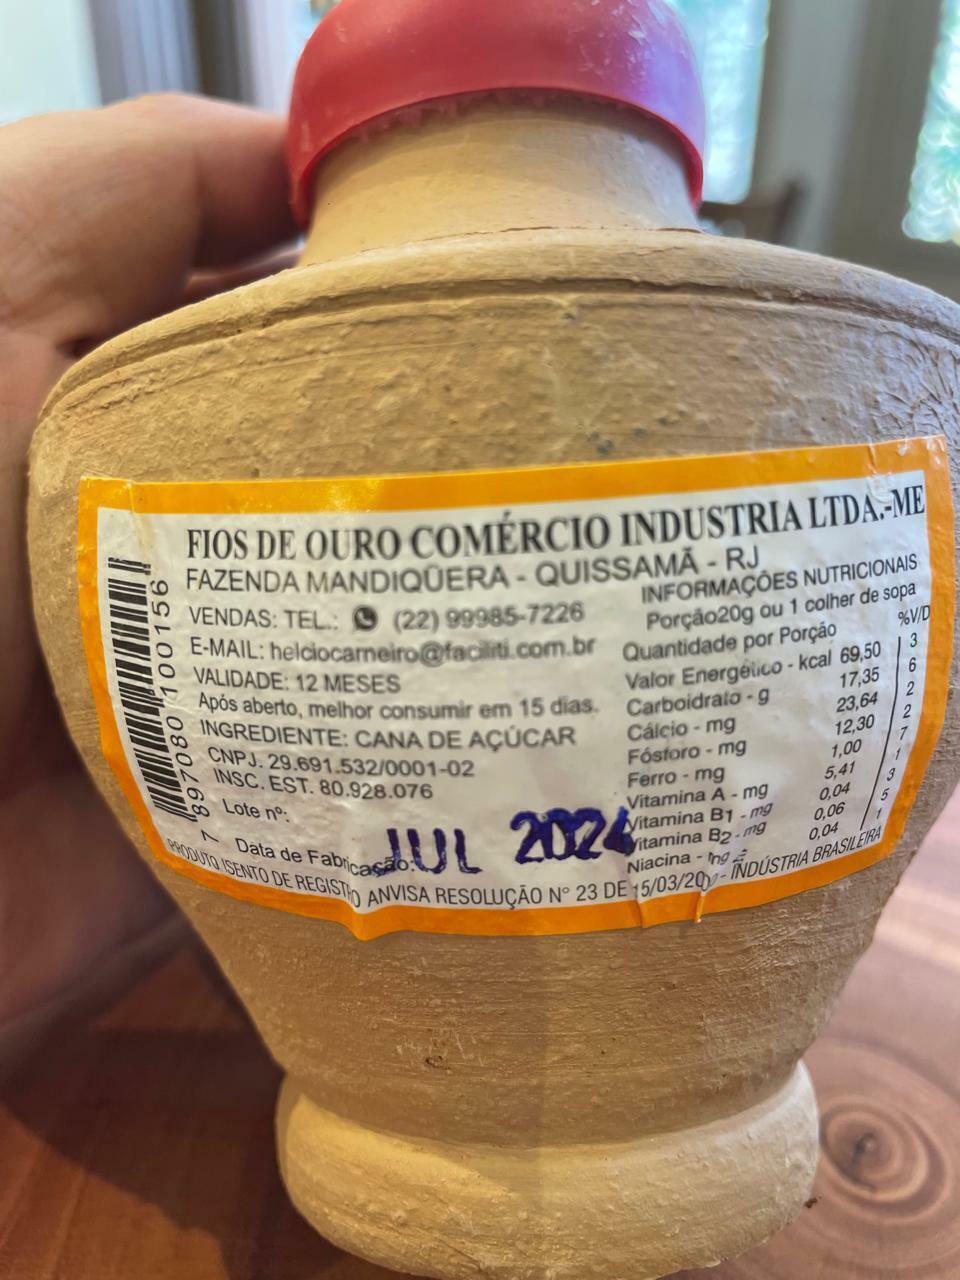 FIOS DE OURO COMÉRCIO INDUSTRIA LTDA.-ME
FAZENDA MANDIQÜERA - QUISSAMÃ - RJ
VENDAS: TEL.: (22) 99985-7226
E-MAIL: helciocarneiro@faciliti.com.br
VALIDADE: 12 MESES
Após aberto, melhor consumir em 15 dias.
INGREDIENTE: CANA DE AÇÚCAR
CNPJ. 29.691.532/0001-02
INSC. EST. 80.928.076
Lote nº:
Data de Fabricação: JUL 2024
INFORMAÇÕES NUTRICIONAIS
Porção20g ou 1 colher de sopa
Quantidade por Porção %V/D
Valor Energético - kcal 69,50 3
Carboidrato - g 17,35 6
Cálcio - mg 23,64 2
Fósforo - mg 12,30 2
Ferro - mg 1,00 7
Vitamina A - mg 5,41 1
Vitamina B1 - mg 0,04 3
Vitamina B2 - mg 0,06 5
Niacina - mg 0,04 1
PRODUTO ISENTO DE REGISTRO ANVISA RESOLUÇÃO Nº 23 DE 15/03/20 - INDÚSTRIA BRASILEIRA
7 897080 100156